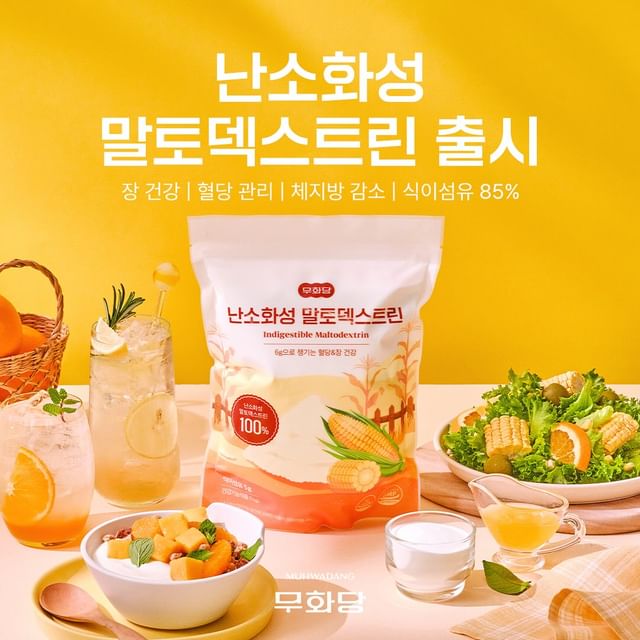 난소화성
말토덱스트린 출시
장 건강 | 혈당 관리 | 체지방 감소 | 식이섬유 85%
무화당
난소화성 말토덱스트린
Indigestible Maltodextrin
6g으로 챙기는 혈당&장 건강
난소화성
말토덱스트린
100%
MUHWADANG
무화당